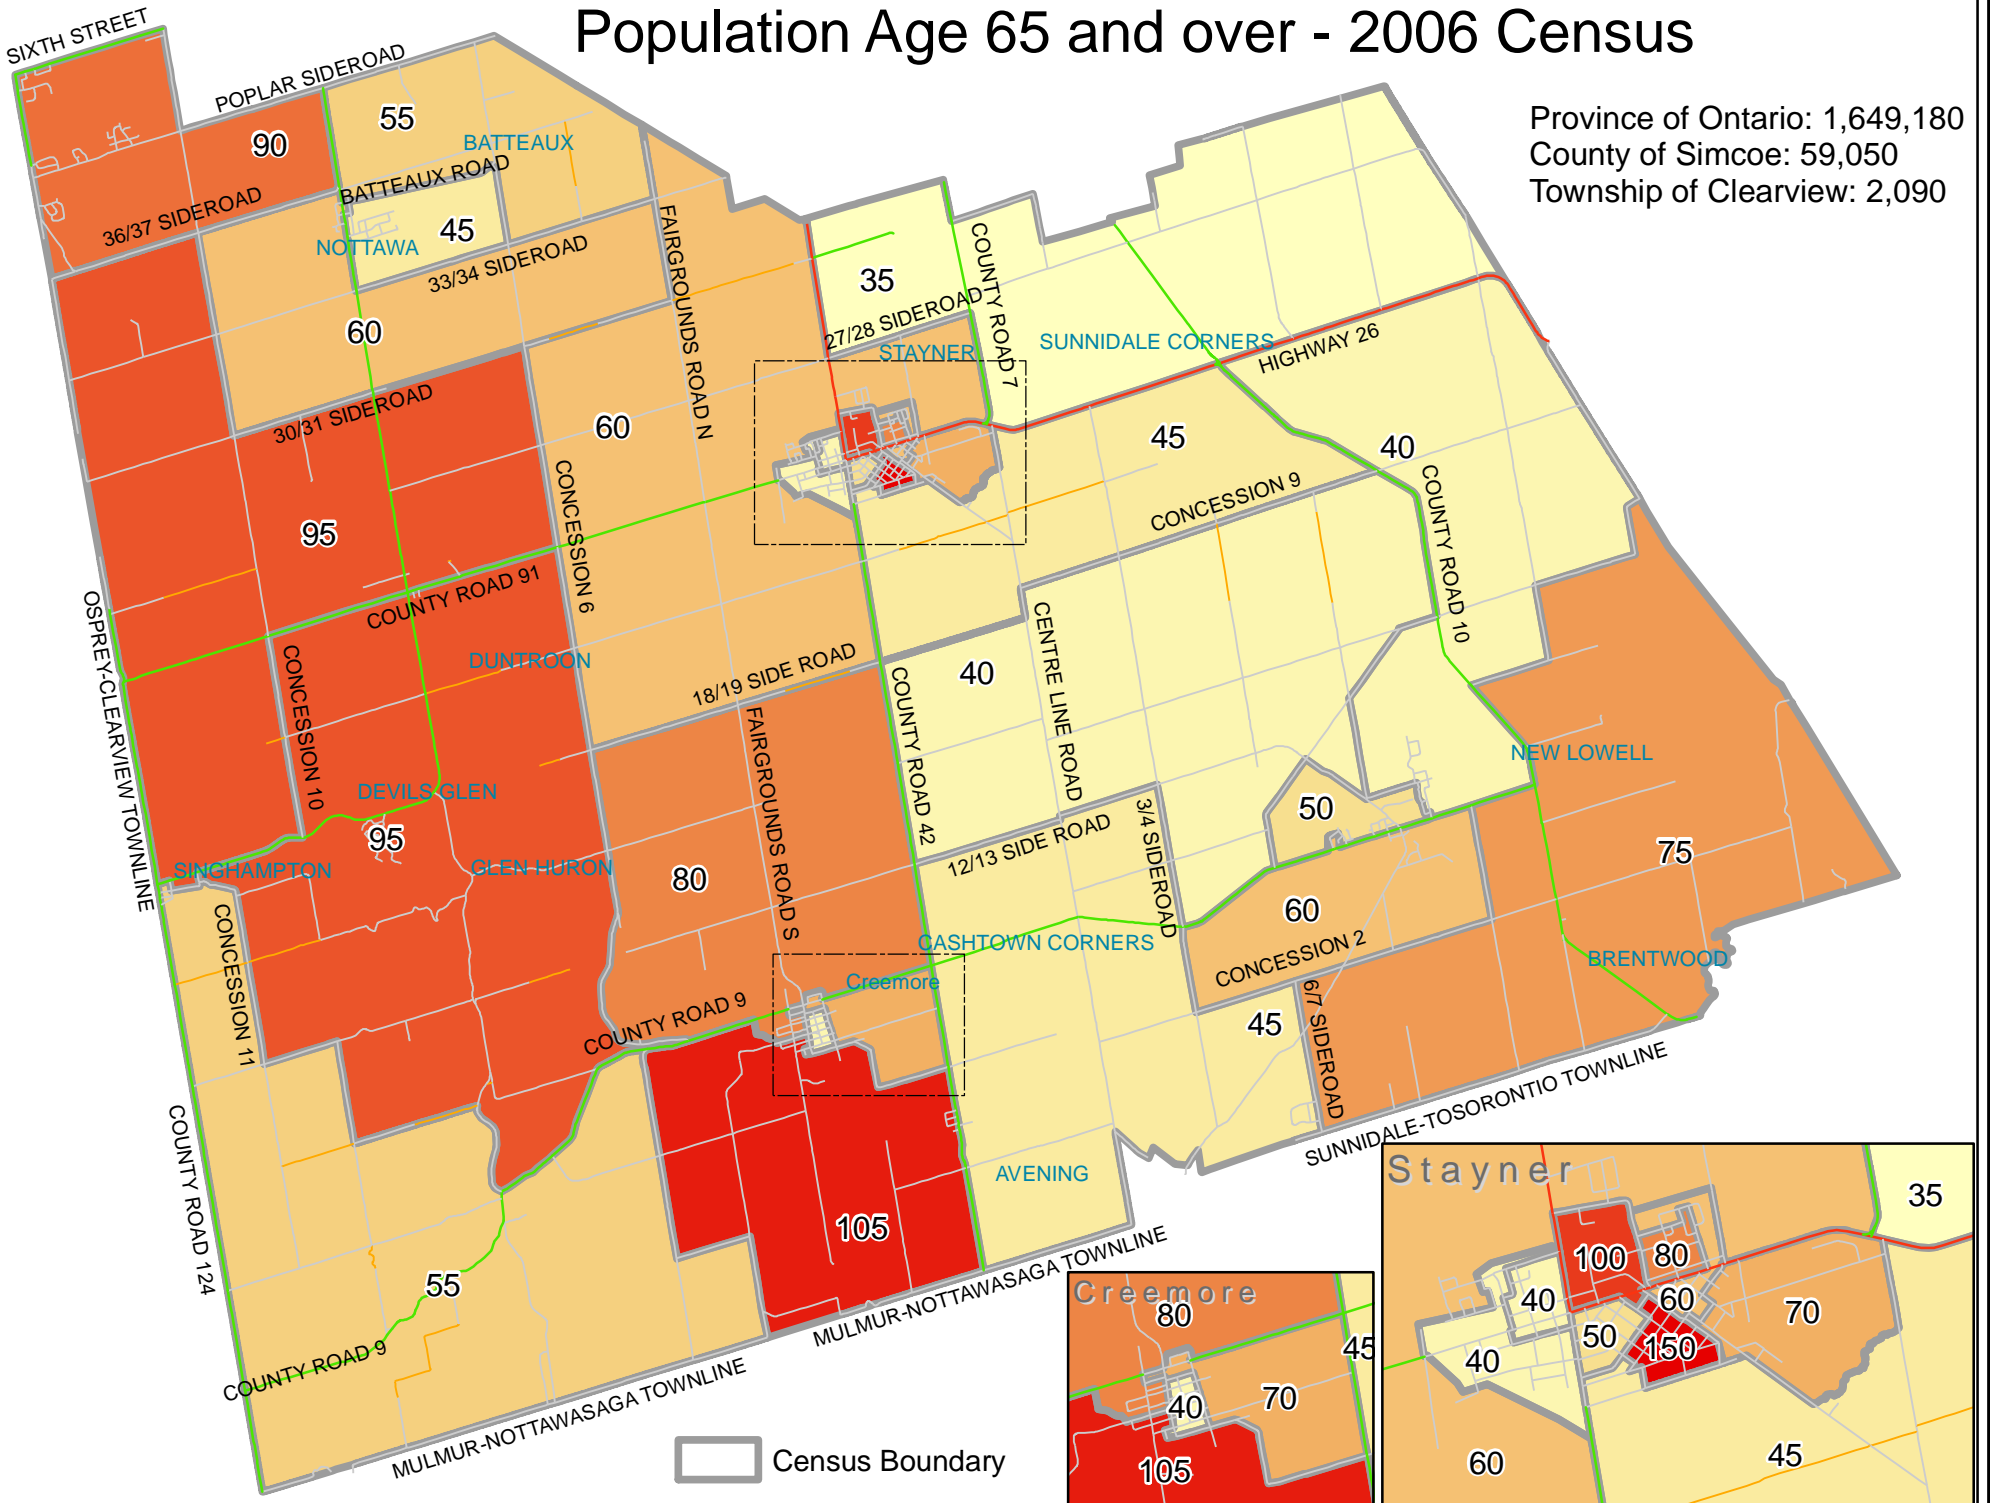 Population Age 65 and over - 2006 Census
Province of Ontario: 1,649,180
County of Simcoe: 59,050
Township of Clearview: 2,090
SIXTH STREET
POPLAR SIDEROAD
90
55
BATTEAUX
BATTEAUX ROAD
36/37 SIDEROAD
45
NOTTAWA
33/34 SIDEROAD
FAIRGROUNDS ROAD N
35
COUNTY ROAD 7
27/28 SIDEROAD
STAYNER
SUNNIDALE CORNERS
HIGHWAY 26
60
30/31 SIDEROAD
60
45
40
CONCESSION 9
COUNTY ROAD 10
95
CONCESSION 6
COUNTY ROAD 91
OSPREY-CLEARVIEW TOWNLINE
CONCESSION 10
DUNTROON
18/19 SIDE ROAD
40
CENTRE LINE ROAD
COUNTY ROAD 42
FAIRGROUNDS ROAD S
NEW LOWELL
DEVILS GLEN
95
50
3/4 SIDEROAD
12/13 SIDE ROAD
75
SINGHAMPTON
GLEN HURON
80
60
CONCESSION 11
CASHTOWN CORNERS
CONCESSION 2
BRENTWOOD
Creemore
COUNTY ROAD 9
45
6/7 SIDEROAD
SUNNIDALE-TOSORONTIO TOWNLINE
COUNTY ROAD 124
AVENING
105
55
COUNTY ROAD 9
MULMUR-NOTTAWASAGA TOWNLINE
MULMUR-NOTTAWASAGA TOWNLINE
Census Boundary
Creemore
80
45
70
40
105
Stayner
35
100
80
40
60
70
50
150
40
60
45